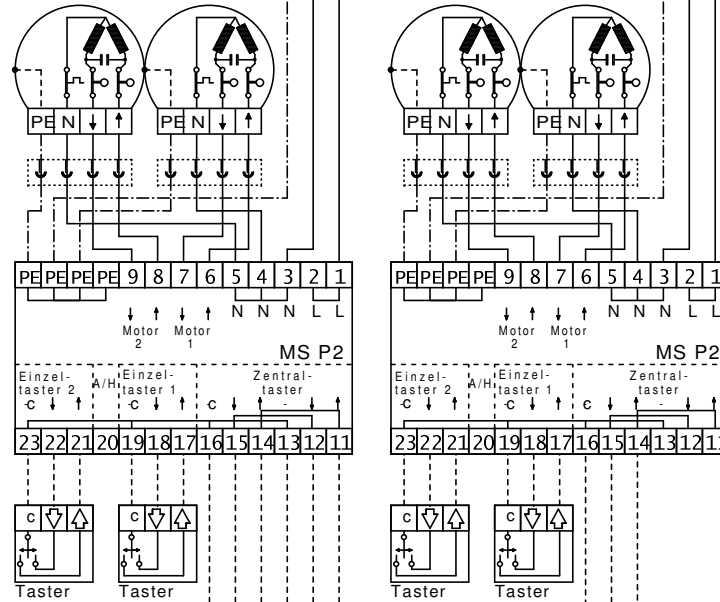 PE N PE N PE N PE N
PE PE PE PE 9 8 7 6 5 4 3 2 1 PE PE PE PE 9 8 7 6 5 4 3 2 1
N N N L L N N N L L
Motor 2 Motor 1 Motor 2 Motor 1
MS P2 MS P2
Einzel- Einzel- Zentral- Einzel- Einzel- Zentral-
taster 2 A/H taster 1 taster taster 2 A/H taster 1 taster
C C C - C C C -
23 22 21 20 19 18 17 16 15 14 13 12 11 23 22 21 20 19 18 17 16 15 14 13 12
C C C C
Taster Taster Taster Taster